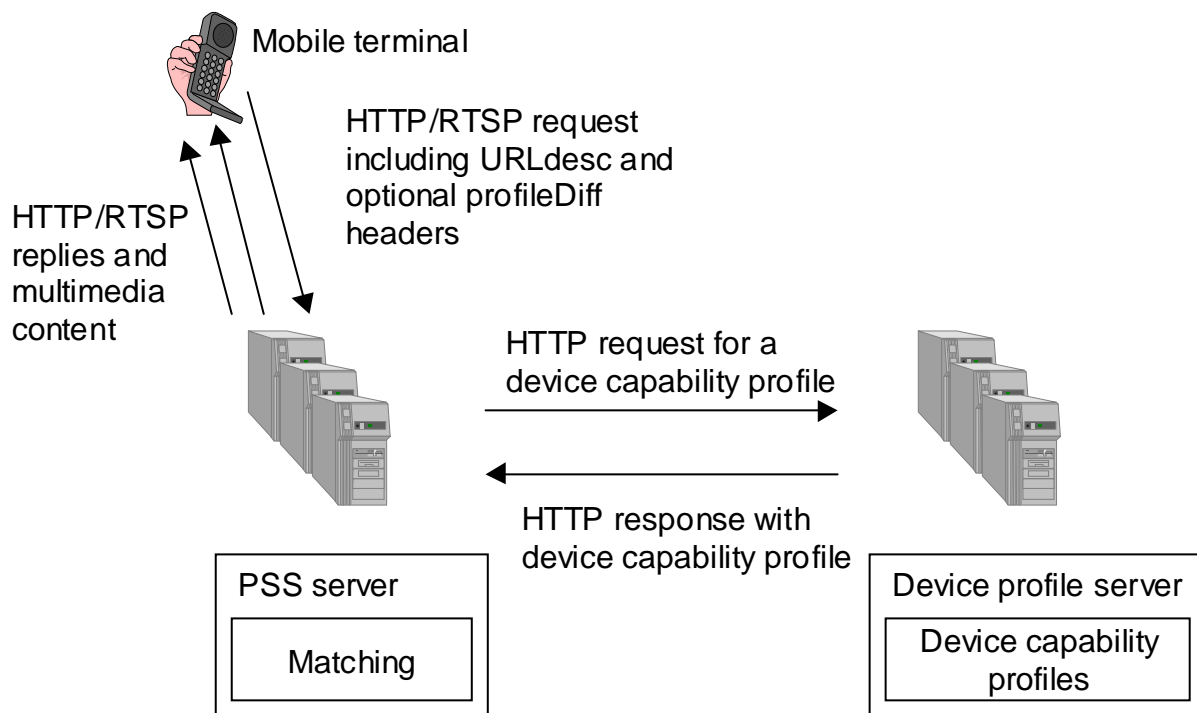 Mobile terminal
HTTP/RTSP request
including URLdesc and
optional profileDiff
headers
HTTP/RTSP
replies and
multimedia
content
HTTP request for a
device capability profile
HTTP response with
device capability profile
PSS server
Matching
Device profile server
Device capability
profiles